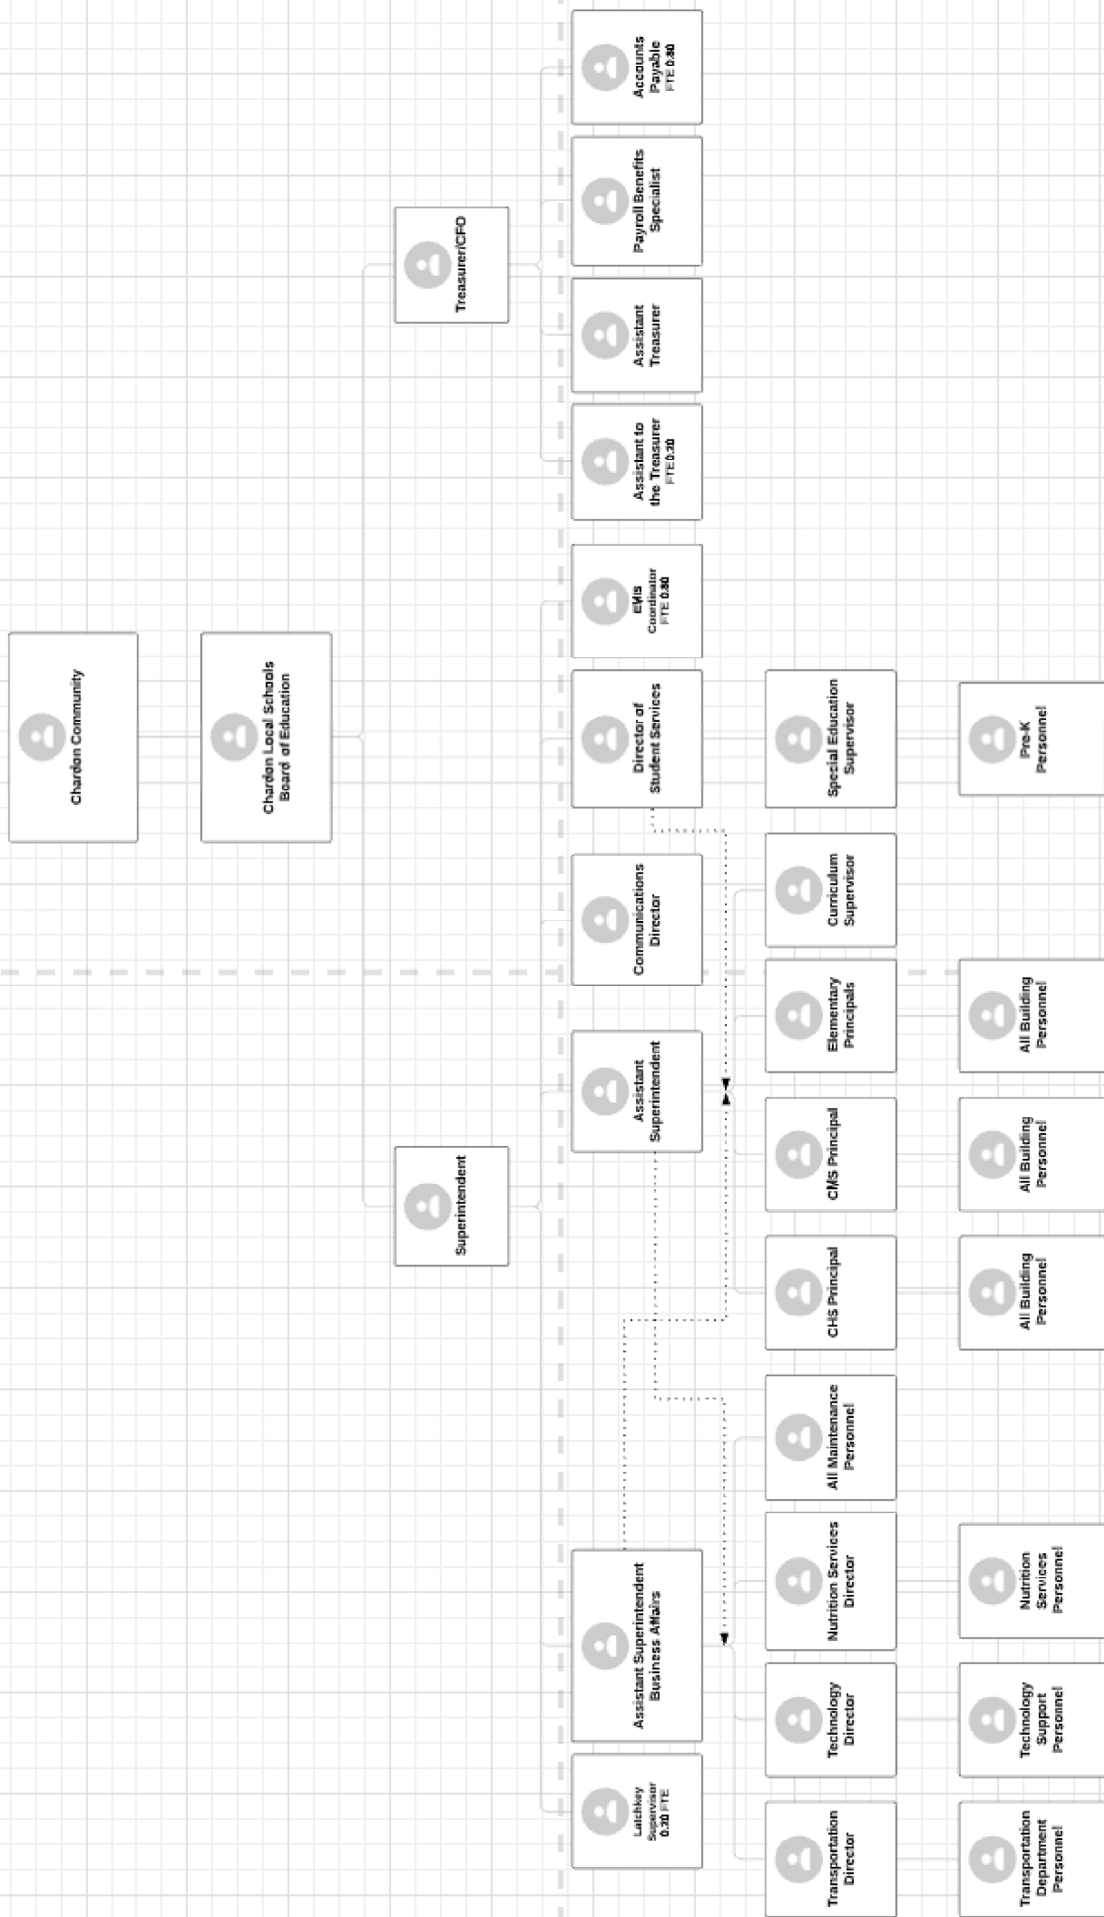 Chardon Community
Chardon Local Schools
Board of Education
Superintendent
Treasurer/CFO
Latchkey
Supervisor
0.20 FTE
Assistant Superintendent
Business Affairs
Assistant
Superintendent
Communications
Director
Director of
Student Services
EMIS
Coordinator
FTE 0.80
Assistant to
the Treasurer
FTE 0.20
Assistant
Treasurer
Payroll Benefits
Specialist
Accounts
Payable
FTE 0.80
Transportation
Director
Technology
Director
Nutrition Services
Director
All Maintenance
Personnel
CHS Principal
CMS Principal
Elementary
Principals
Curriculum
Supervisor
Special Education
Supervisor
Transportation
Department
Personnel
Technology
Support
Personnel
Nutrition
Services
Personnel
All Building
Personnel
All Building
Personnel
All Building
Personnel
Pre-K
Personnel